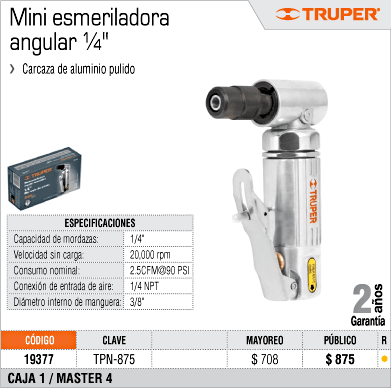 Mini esmeriladora
angular ¼"
TRUPER®
❯ Carcaza de aluminio pulido
TRUPER
TRUPER
ESPECIFICACIONES
Capacidad de mordazas: 1/4"
Velocidad sin carga: 20,000 rpm
Consumo nominal: 2.5CFM@90 PSI
Conexión de entrada de aire: 1/4 NPT
Diámetro interno de manguera: 3/8"
2 años
Garantía
CÓDIGO CLAVE MAYOREO PÚBLICO R
19377 TPN-875 $ 708 $ 875
CAJA 1 / MASTER 4